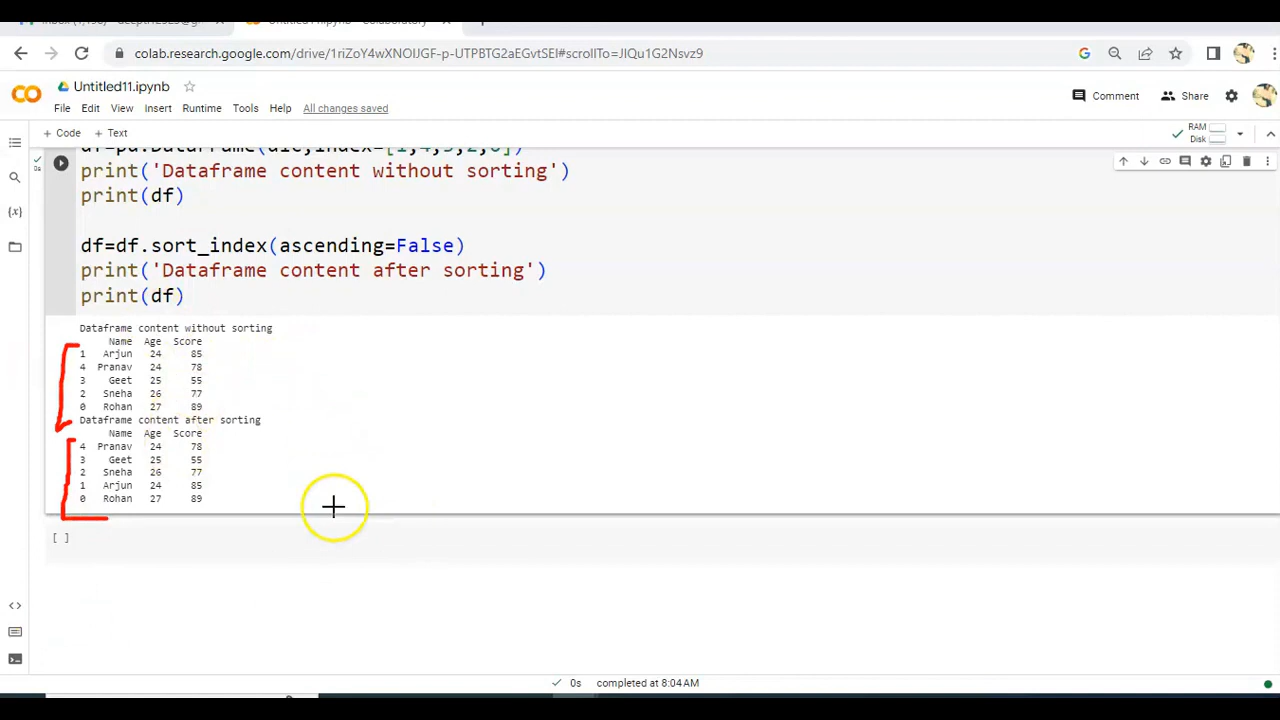 colab.research.google.com/drive/1riZoY4wXNOIJGF-p-UTPBTG2aEGvtSEI#scrollTo=JIQu1G2Nsvz9
Untitled11.ipynb
File Edit View Insert Runtime Tools Help All changes saved
Comment Share
+ Code + Text
RAM
Disk
print('Dataframe content without sorting')
print(df)
df=df.sort_index(ascending=False)
print('Dataframe content after sorting')
print(df)
0s
Dataframe content without sorting
Name Age Score
1 Arjun 24 85
4 Pranav 24 78
3 Geet 25 55
2 Sneha 26 77
0 Rohan 27 89
Dataframe content after sorting
Name Age Score
4 Pranav 24 78
3 Geet 25 55
2 Sneha 26 77
1 Arjun 24 85
0 Rohan 27 89
[ ]
0s completed at 8:04 AM